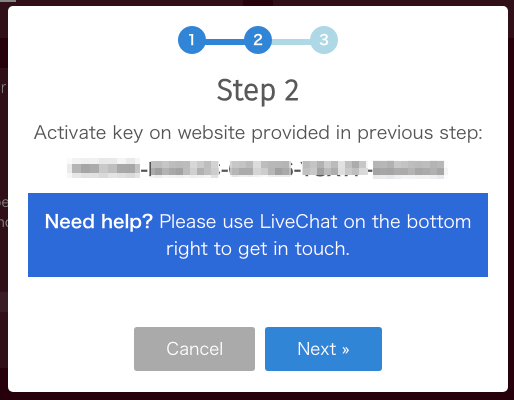 1 2 3
Step 2
Activate key on website provided in previous step:
Need help? Please use LiveChat on the bottom
right to get in touch.
Cancel Next »